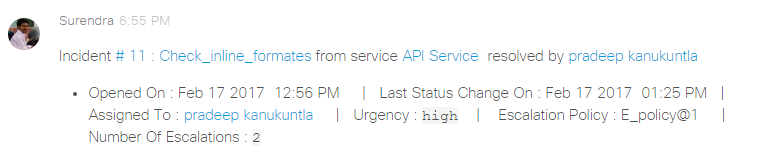 Surendra 6:55 PM
Incident # 11 : Check_inline_formates from service API Service resolved by pradeep kanukuntla
• Opened On : Feb 17 2017 12:56 PM | Last Status Change On : Feb 17 2017 01:25 PM |
Assigned To : pradeep kanukuntla | Urgency : high | Escalation Policy : E_policy@1 |
Number Of Escalations : 2